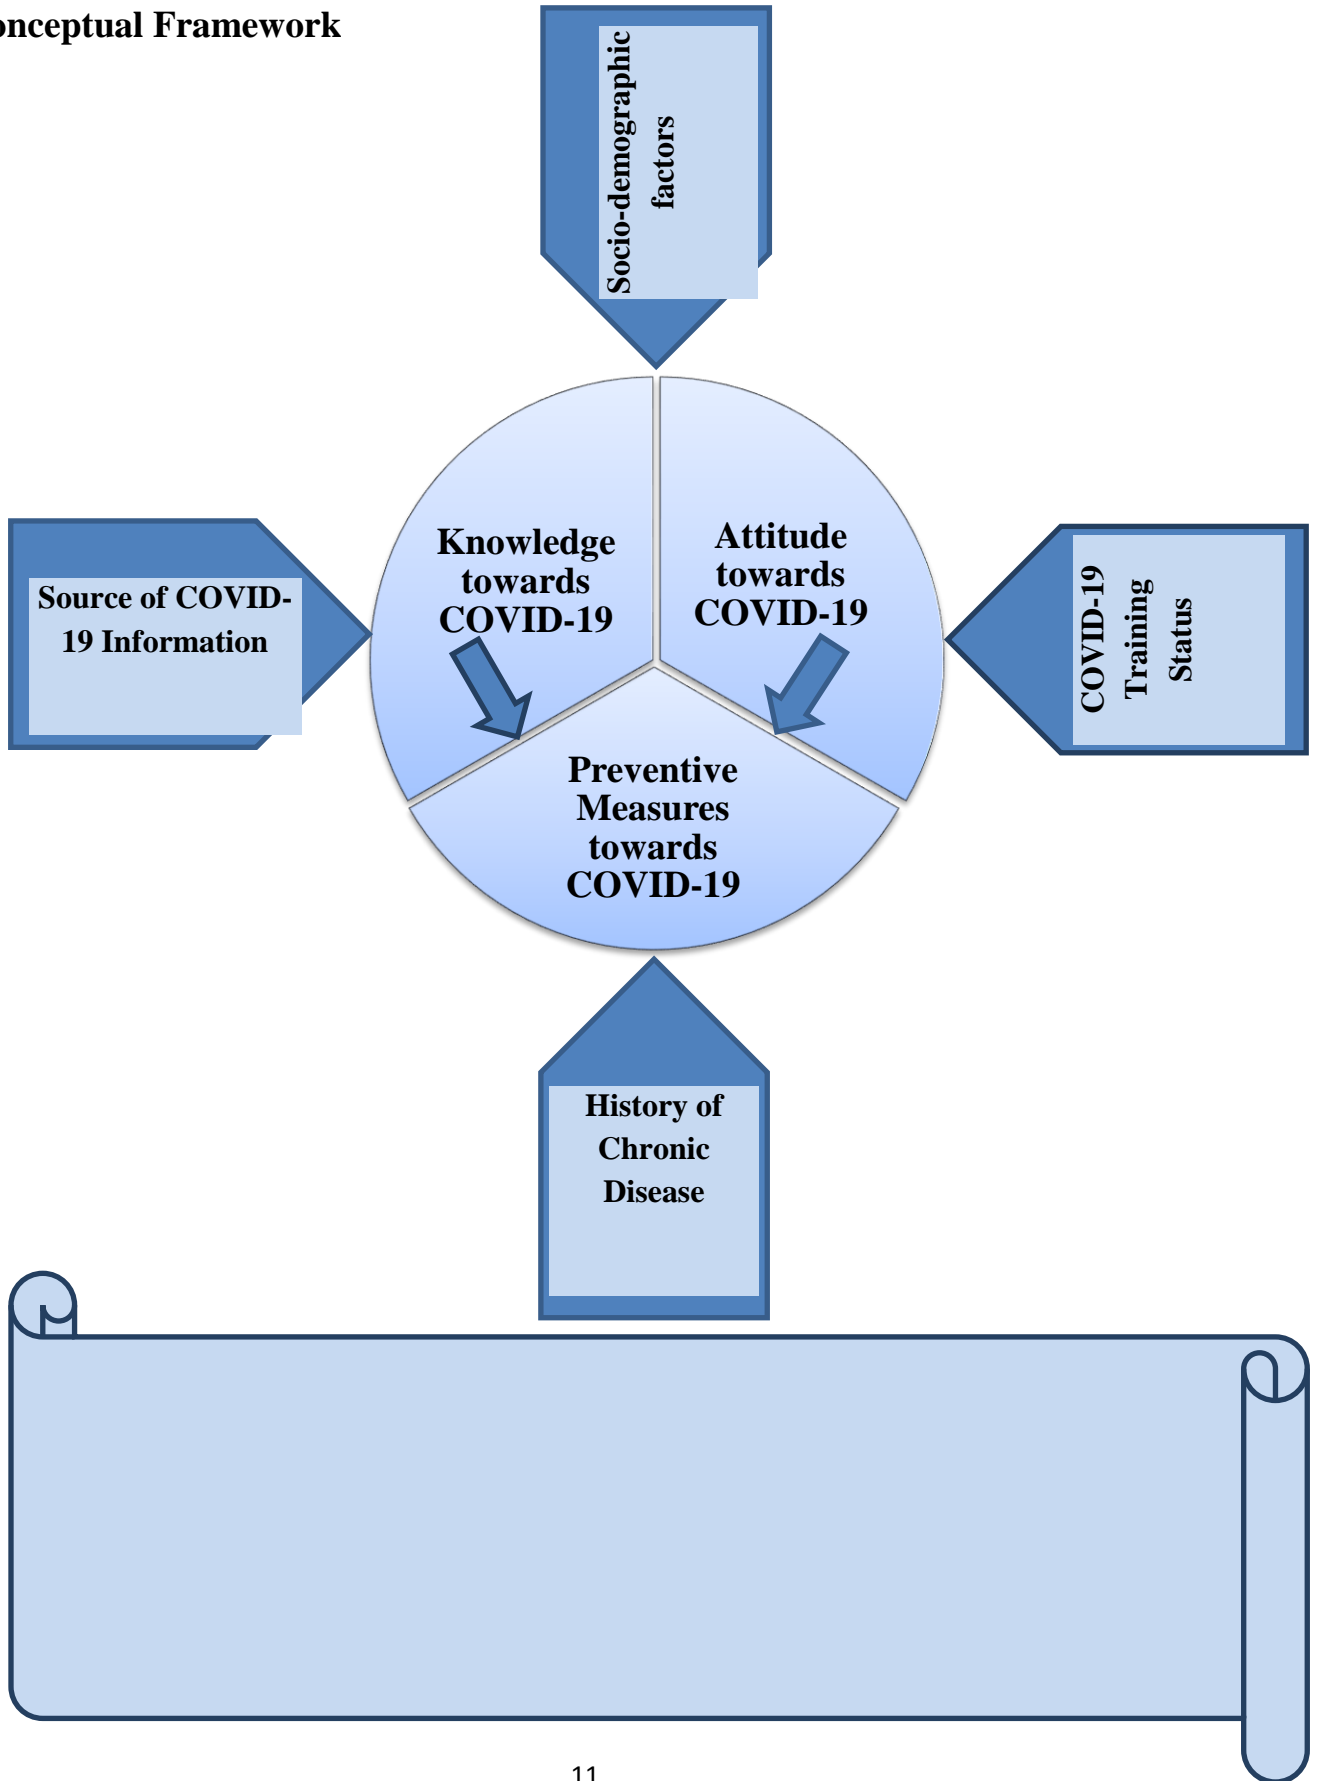 onceptual Framework
Socio-demographic
factors
Knowledge
towards
COVID-19
Attitude
towards
COVID-19
Source of COVID-
19 Information
COVID-19
Training
Status
Preventive
Measures
towards
COVID-19
History of
Chronic
Disease
11